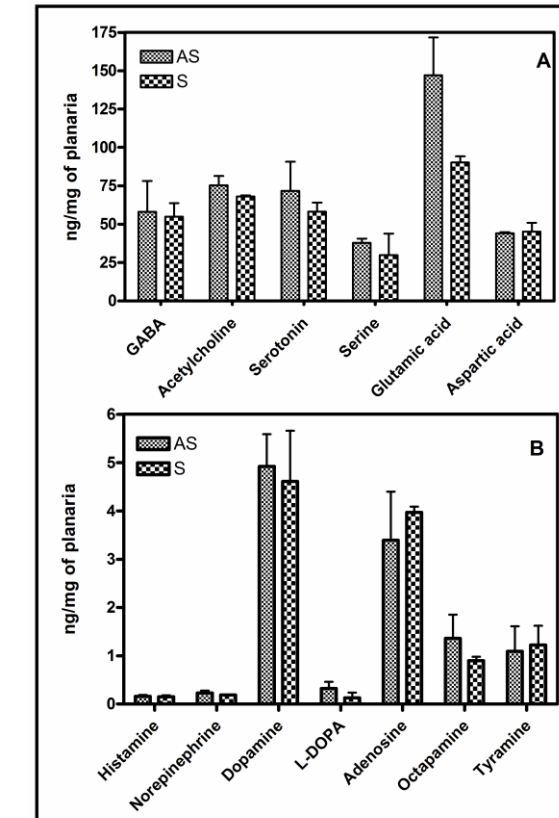 175
150
125
100
75
50
25
0
ng/mg of planaria
AS
S
A
GABA
Acetylcholine
Serotonin
Serine
Glutamic acid
Aspartic acid
6
5
4
3
2
1
0
ng/mg of planaria
AS
S
B
Histamine
Norepinephrine
Dopamine
L-DOPA
Adenosine
Octapamine
Tyramine